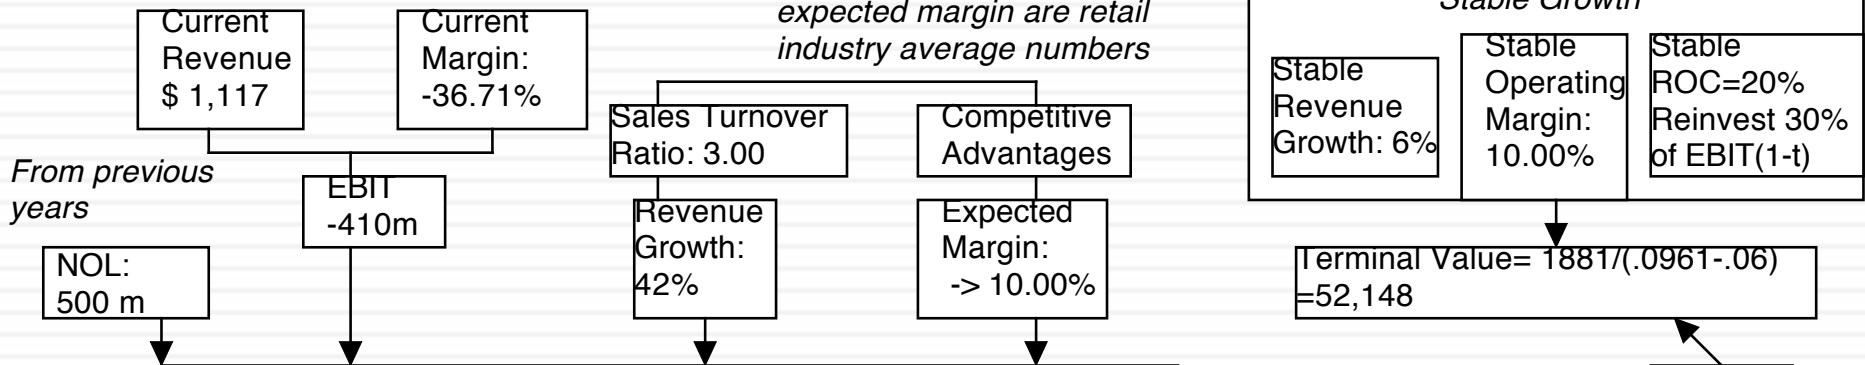 Current
Revenue
$ 1,117
Current
Margin:
-36.71%
expected margin are retail
industry average numbers
Stable Growth
Stable
Revenue
Growth: 6%
Stable
Operating
Margin:
10.00%
Stable
ROC=20%
Reinvest 30%
of EBIT(1-t)
Sales Turnover
Ratio: 3.00
Competitive
Advantages
From previous
years
EBIT
-410m
Revenue
Growth:
42%
Expected
Margin:
-> 10.00%
NOL:
500 m
Terminal Value= 1881/(.0961-.06)
=52,148